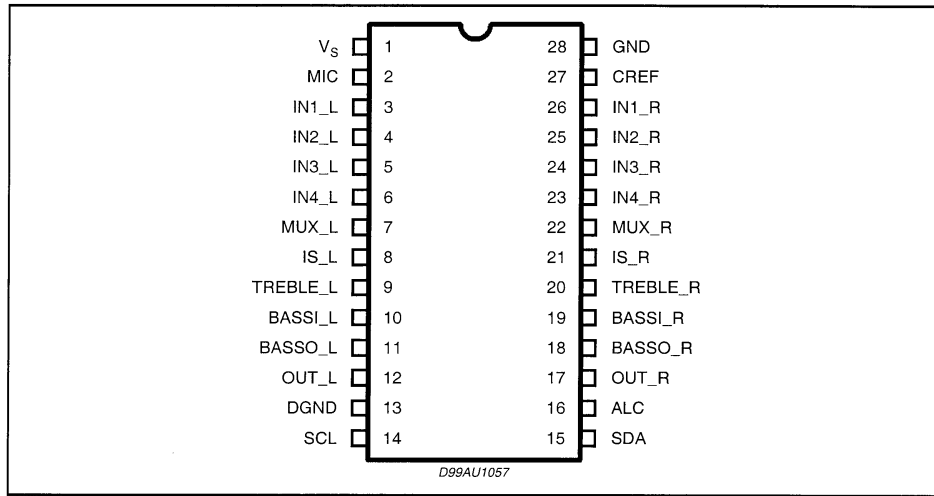 VS 1 28 GND
MIC 2 27 CREF
IN1_L 3 26 IN1_R
IN2_L 4 25 IN2_R
IN3_L 5 24 IN3_R
IN4_L 6 23 IN4_R
MUX_L 7 22 MUX_R
IS_L 8 21 IS_R
TREBLE_L 9 20 TREBLE_R
BASSI_L 10 19 BASSI_R
BASSO_L 11 18 BASSO_R
OUT_L 12 17 OUT_R
DGND 13 16 ALC
SCL 14 15 SDA
D99AU1057